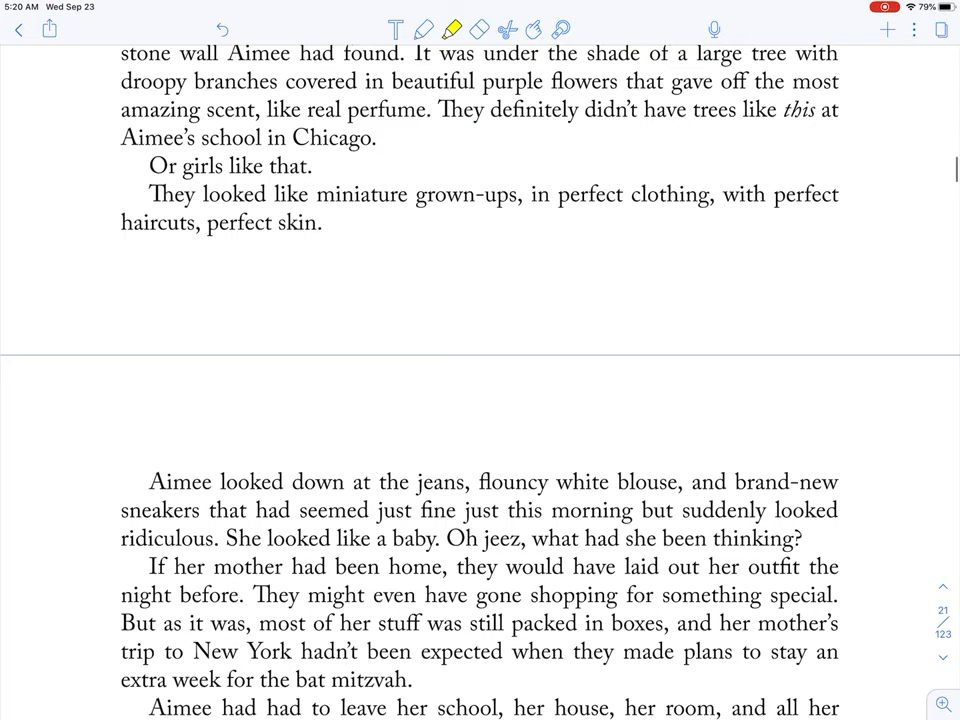 5:20 AM Wed Sep 23
79%
stone wall Aimee had found. It was under the shade of a large tree with
droopy branches covered in beautiful purple flowers that gave off the most
amazing scent, like real perfume. They definitely didn't have trees like this at
Aimee's school in Chicago.
Or girls like that.
They looked like miniature grown-ups, in perfect clothing, with perfect
haircuts, perfect skin.
Aimee looked down at the jeans, flouncy white blouse, and brand-new
sneakers that had seemed just fine just this morning but suddenly looked
ridiculous. She looked like a baby. Oh jeez, what had she been thinking?
If her mother had been home, they would have laid out her outfit the
night before. They might even have gone shopping for something special.
But as it was, most of her stuff was still packed in boxes, and her mother's
trip to New York hadn't been expected when they made plans to stay an
extra week for the bat mitzvah.
Aimee had had to leave her school, her house, her room, and all her
21
/
123